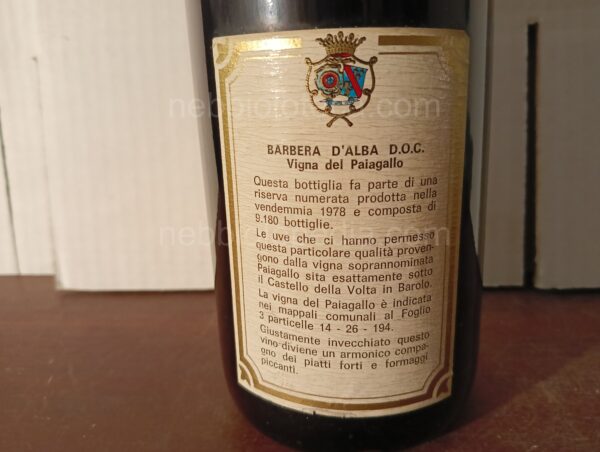 BARBERA D'ALBA D.O.C.
Vigna del Paiagallo
Questa bottiglia fa parte di una
riserva numerata prodotta nella
vendemmia 1978 e composta di
9.180 bottiglie.
Le uve che ci hanno permesso
questa particolare qualità proven-
gono dalla vigna soprannominata
Paiagallo sita esattamente sotto
il Castello della Volta in Barolo.
La vigna del Paiagallo è indicata
nei mappali comunali al Foglio
3 particelle 14 - 26 - 194.
Giustamente invecchiato questo
vino diviene un armonico compa-
gno dei piatti forti e formaggi
piccanti.